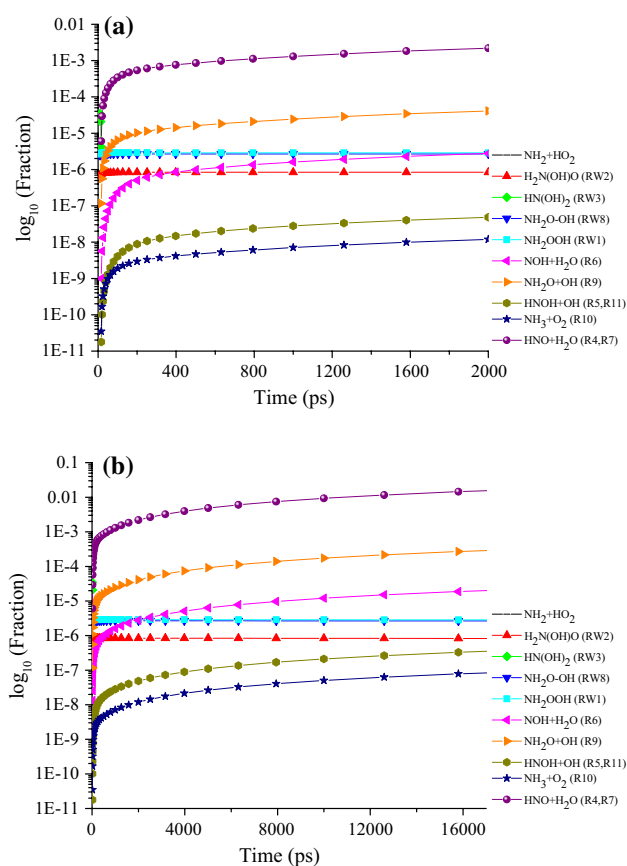 (a)
0.01
1E-3
1E-4
1E-5
1E-6
1E-7
1E-8
1E-9
1E-10
1E-11
log₁₀ (Fraction)
0 400 800 1200 1600 2000
Time (ps)
NH₂+HO₂
H₂N(OH)O (RW2)
HN(OH)₂ (RW3)
NH₂O-OH (RW8)
NH₂OOH (RW1)
NOH+H₂O (R6)
NH₂O+OH (R9)
HNOH+OH (R5,R11)
NH₃+O₂ (R10)
HNO+H₂O (R4,R7)
(b)
0.1
0.01
1E-3
1E-4
1E-5
1E-6
1E-7
1E-8
1E-9
1E-10
1E-11
log₁₀ (Fraction)
0 4000 8000 12000 16000
Time (ps)
NH₂+HO₂
H₂N(OH)O (RW2)
HN(OH)₂ (RW3)
NH₂O-OH (RW8)
NH₂OOH (RW1)
NOH+H₂O (R6)
NH₂O+OH (R9)
HNOH+OH (R5,R11)
NH₃+O₂ (R10)
HNO+H₂O (R4,R7)